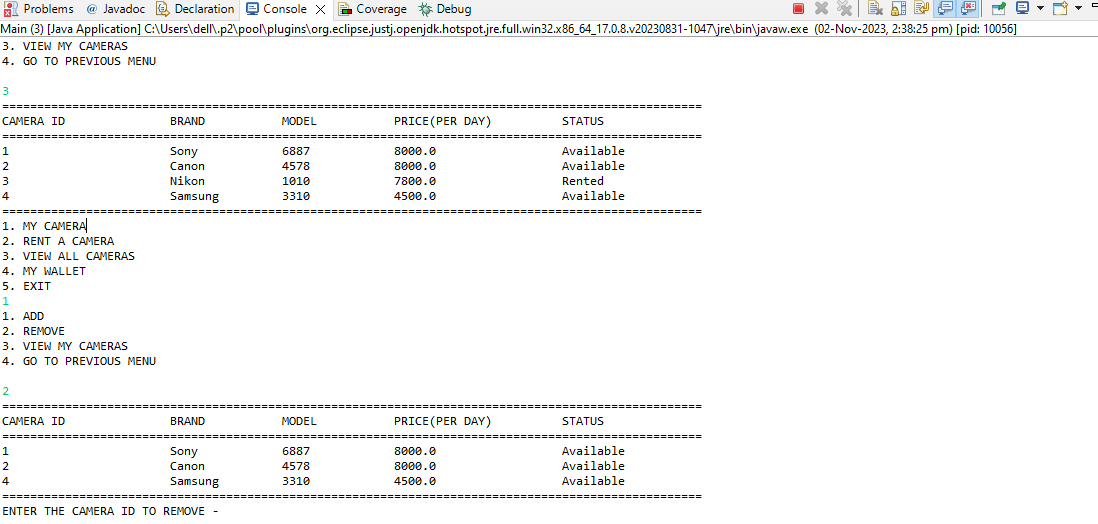 Problems @ Javadoc Declaration Console Coverage Debug
Main (3) [Java Application] C:\Users\dell\.p2\pool\plugins\org.eclipse.justj.openjdk.hotspot.jre.full.win32.x86_64_17.0.8.v20230831-1047\jre\bin\javaw.exe (02-Nov-2023, 2:38:25 pm) [pid: 10056]
3. VIEW MY CAMERAS
4. GO TO PREVIOUS MENU
3
====================================================================================================
CAMERA ID BRAND MODEL PRICE(PER DAY) STATUS
====================================================================================================
1 Sony 6887 8000.0 Available
2 Canon 4578 8000.0 Available
3 Nikon 1010 7800.0 Rented
4 Samsung 3310 4500.0 Available
====================================================================================================
1. MY CAMERA
2. RENT A CAMERA
3. VIEW ALL CAMERAS
4. MY WALLET
5. EXIT
1
1. ADD
2. REMOVE
3. VIEW MY CAMERAS
4. GO TO PREVIOUS MENU
2
====================================================================================================
CAMERA ID BRAND MODEL PRICE(PER DAY) STATUS
====================================================================================================
1 Sony 6887 8000.0 Available
2 Canon 4578 8000.0 Available
4 Samsung 3310 4500.0 Available
====================================================================================================
ENTER THE CAMERA ID TO REMOVE -